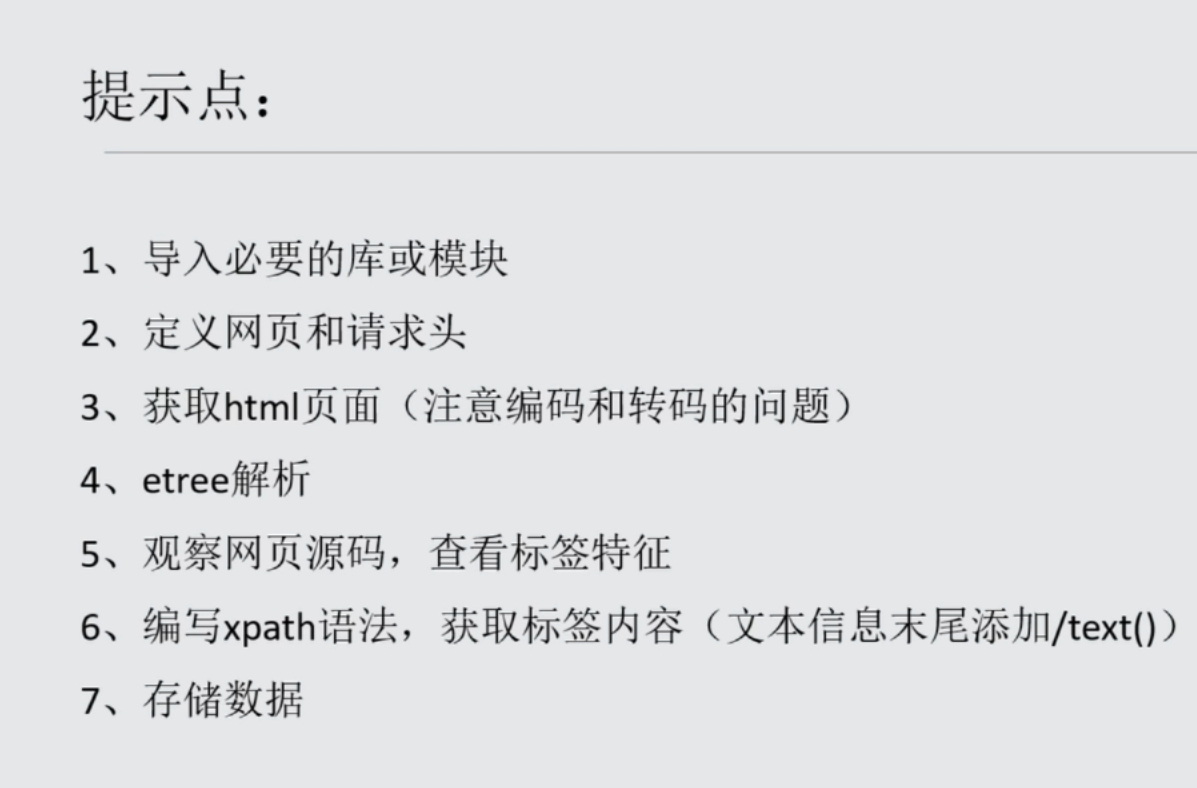 提示点：
1、导入必要的库或模块
2、定义网页和请求头
3、获取html页面（注意编码和转码的问题）
4、etree解析
5、观察网页源码，查看标签特征
6、编写xpath语法，获取标签内容（文本信息末尾添加/text()）
7、存储数据